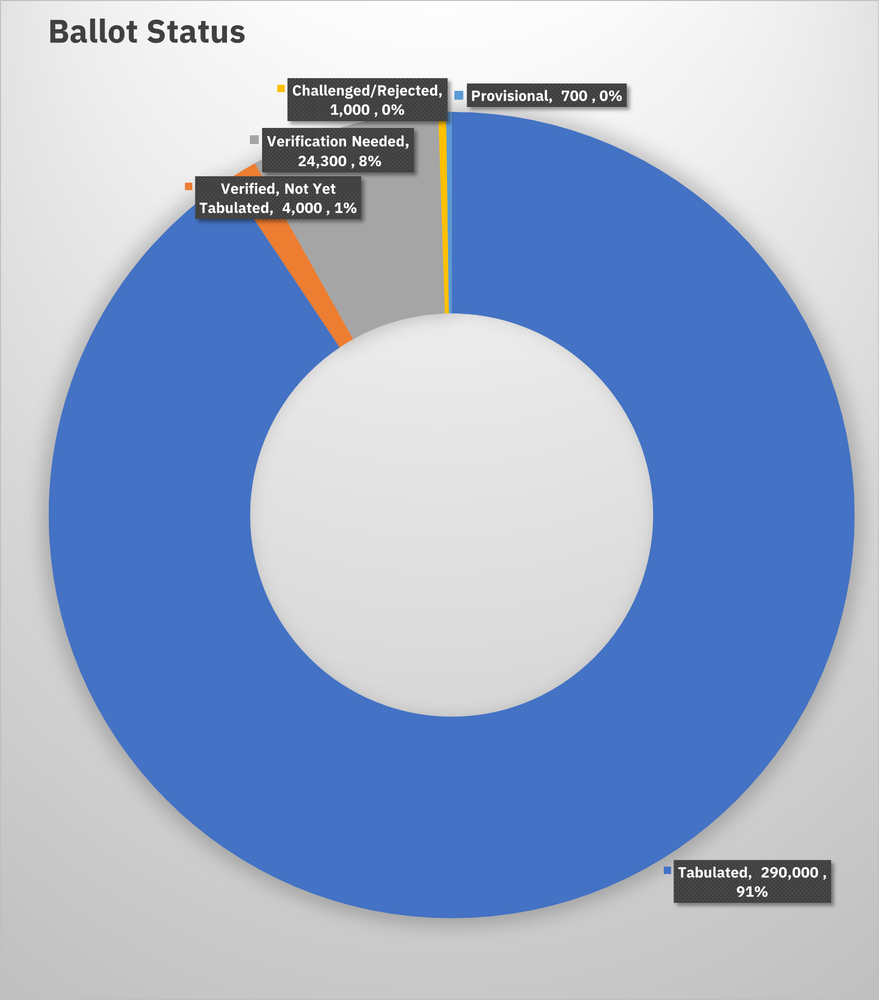 Ballot Status
Challenged/Rejected,
1,000 , 0%
Provisional, 700 , 0%
Verification Needed,
24,300 , 8%
Verified, Not Yet
Tabulated, 4,000 , 1%
Tabulated, 290,000 ,
91%